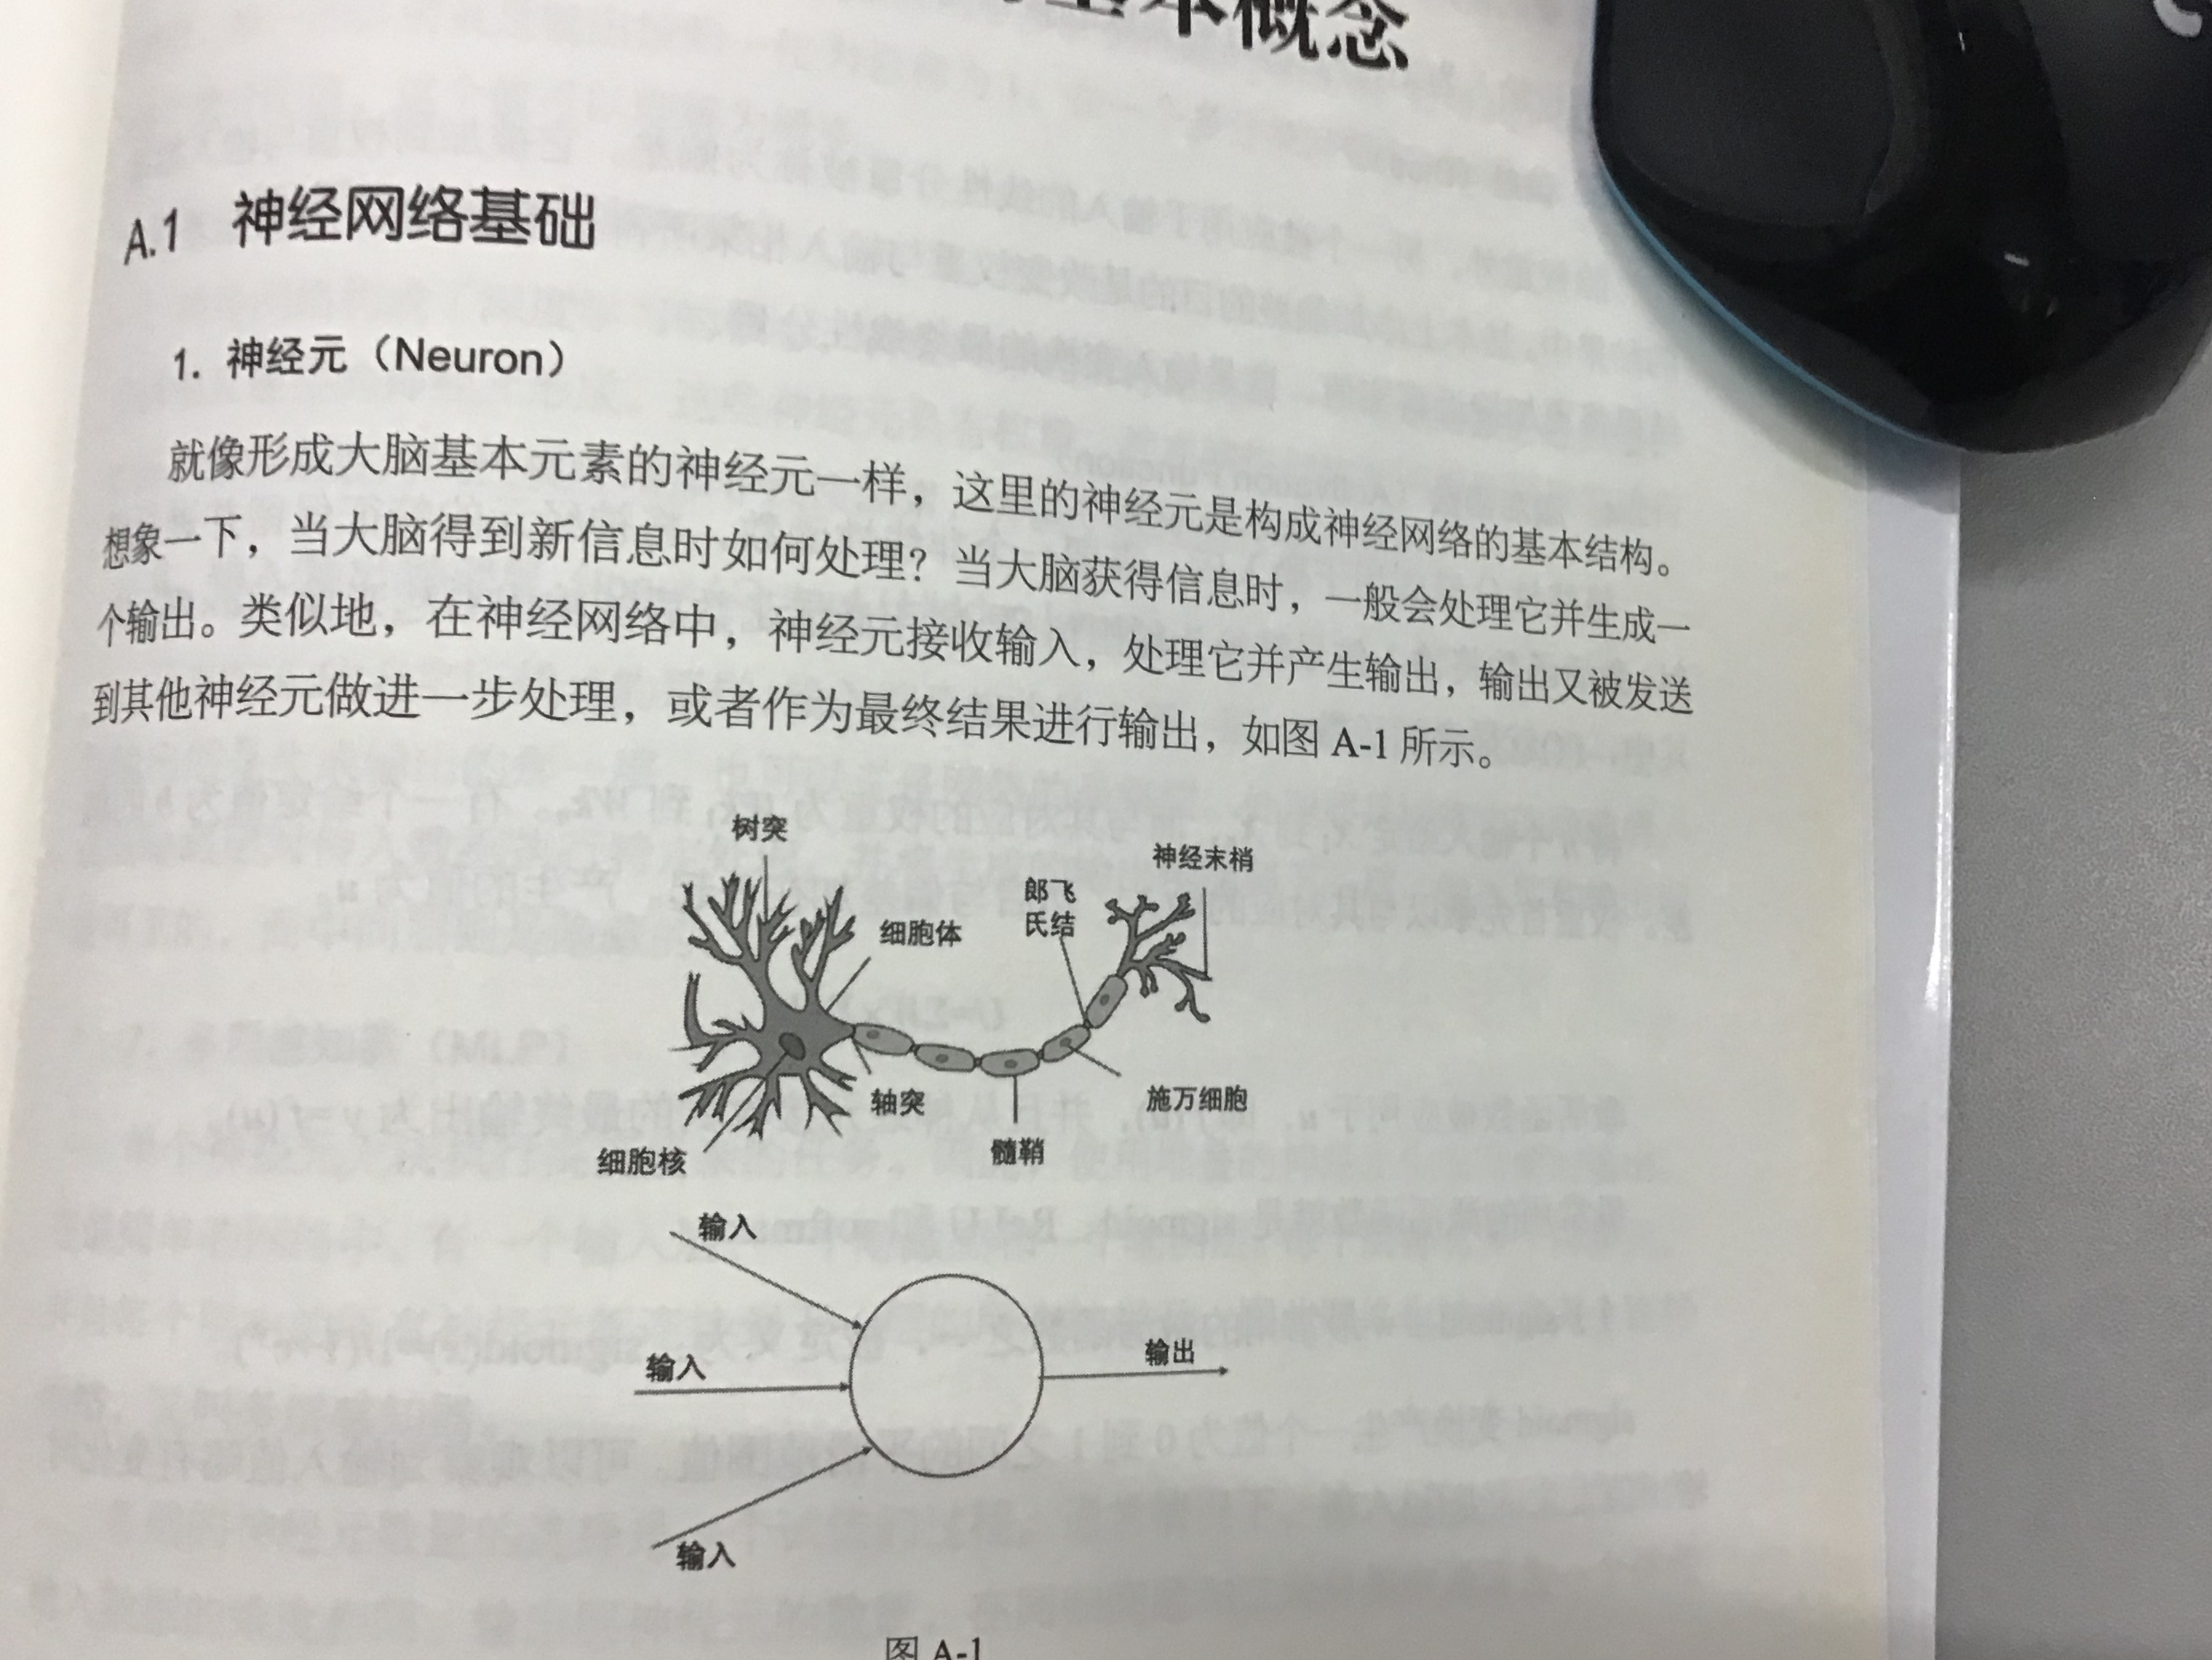 基本概念
A.1 神经网络基础
1. 神经元（Neuron）
就像形成大脑基本元素的神经元一样，这里的神经元是构成神经网络的基本结构。
想象一下，当大脑得到新信息时如何处理？当大脑获得信息时，一般会处理它并生成一
个输出。类似地，在神经网络中，神经元接收输入，处理它并产生输出，输出又被发送
到其他神经元做进一步处理，或者作为最终结果进行输出，如图 A-1 所示。
树突
神经末梢
郎飞
氏结
细胞体
轴突
施万细胞
髓鞘
细胞核
输入
输入
输出
输入
图 A-1